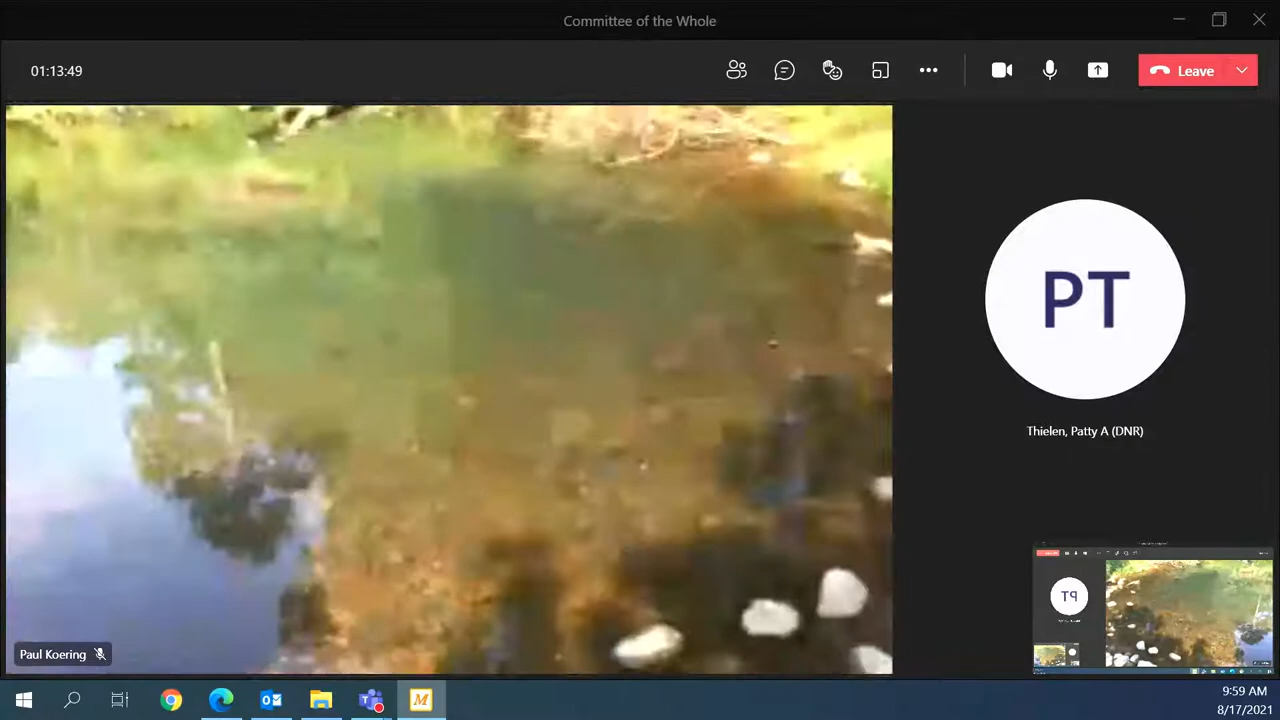 Committee of the Whole
01:13:49
Leave
PT
Thielen, Patty A (DNR)
Paul Koering
PT
M
9:59 AM
8/17/2021